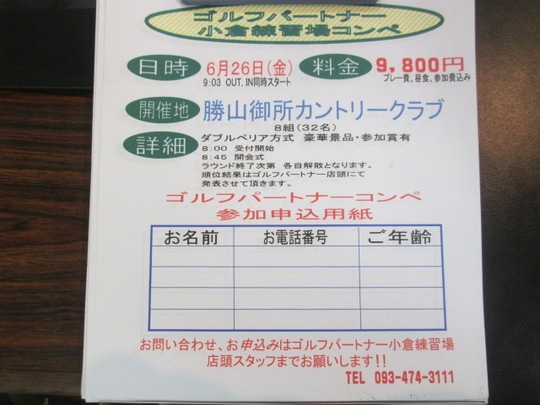 ゴルフパートナー
小倉練習場コンペ
日時 6月26日(金) 料金 9,800円
9:03 OUT,IN同時スタート プレー費、昼食、参加費込み
開催地 勝山御所カントリークラブ
8組(32名)
詳細 ダブルペリア方式 豪華景品・参加賞有
8:00 受付開始
8:45 開会式
ラウンド終了次第 各自解散となります。
順位結果はゴルフパートナー店頭にて
発表させて頂きます。
ゴルフパートナーコンペ
参加申込用紙
お名前 お電話番号 ご年齢
お問い合わせ、お申込みはゴルフパートナー小倉練習場
店頭スタッフまでお願いします!!
TEL 093-474-3111